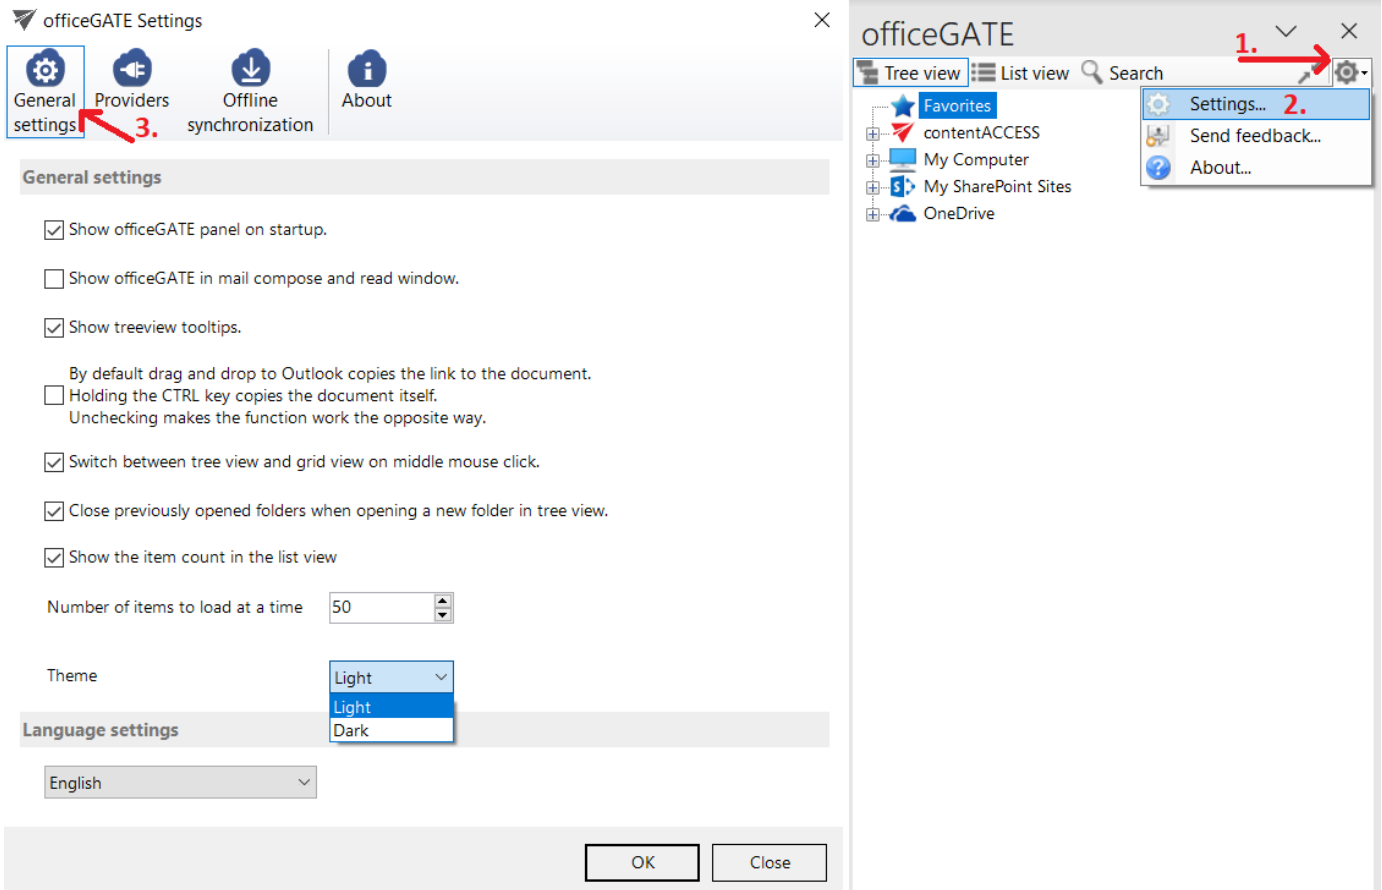 officeGATE Settings
General
settings
Providers
Offline
synchronization
About
3.
General settings
Show officeGATE panel on startup.
Show officeGATE in mail compose and read window.
Show treeview tooltips.
By default drag and drop to Outlook copies the link to the document.
Holding the CTRL key copies the document itself.
Unchecking makes the function work the opposite way.
Switch between tree view and grid view on middle mouse click.
Close previously opened folders when opening a new folder in tree view.
Show the item count in the list view
Number of items to load at a time 50
Theme Light
Light
Dark
Language settings
English
OK Close
officeGATE
1.
Tree view List view Search
Favorites
contentACCESS
My Computer
My SharePoint Sites
OneDrive
Settings... 2.
Send feedback...
About...